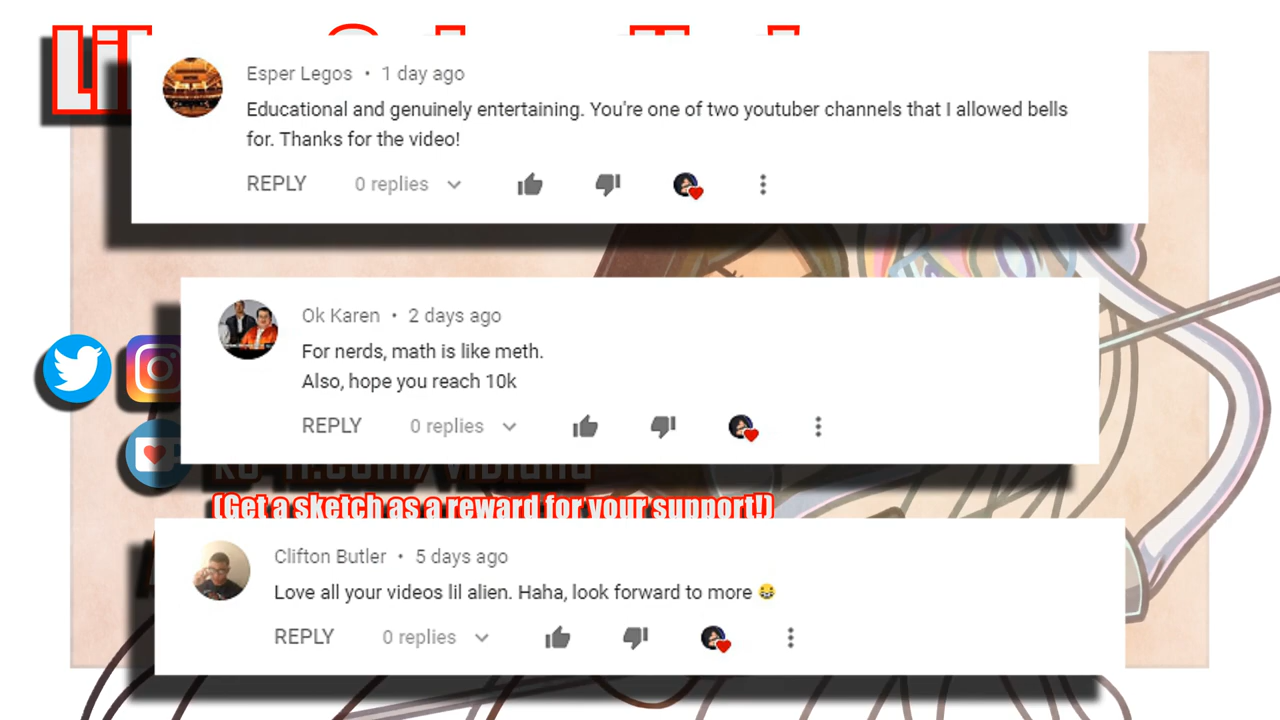 Esper Legos • 1 day ago
Educational and genuinely entertaining. You're one of two youtuber channels that I allowed bells
for. Thanks for the video!
REPLY 0 replies
Ok Karen • 2 days ago
For nerds, math is like meth.
Also, hope you reach 10k
REPLY 0 replies
(Get a sketch as a reward for your support!)
Clifton Butler • 5 days ago
Love all your videos lil alien. Haha, look forward to more 😂
REPLY 0 replies